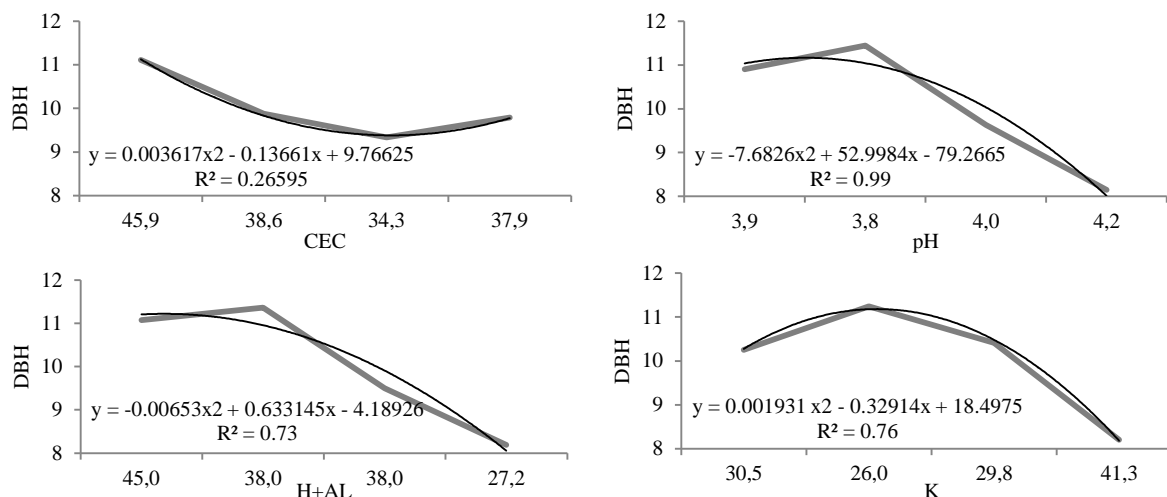 12
11
10
9
8
DBH
y = 0.003617x2 - 0.13661x + 9.76625
R² = 0.26595
45,9 38,6 34,3 37,9
CEC
12
11
10
9
8
DBH
y = -7.6826x2 + 52.9984x - 79.2665
R² = 0.99
3,9 3,8 4,0 4,2
pH
12
11
10
9
8
DBH
y = -0.00653x2 + 0.633145x - 4.18926
R² = 0.73
45,0 38,0 38,0 27,2
H+AL
12
11
10
9
8
DBH
y = 0.001931 x2 - 0.32914x + 18.4975
R² = 0.76
30,5 26,0 29,8 41,3
K